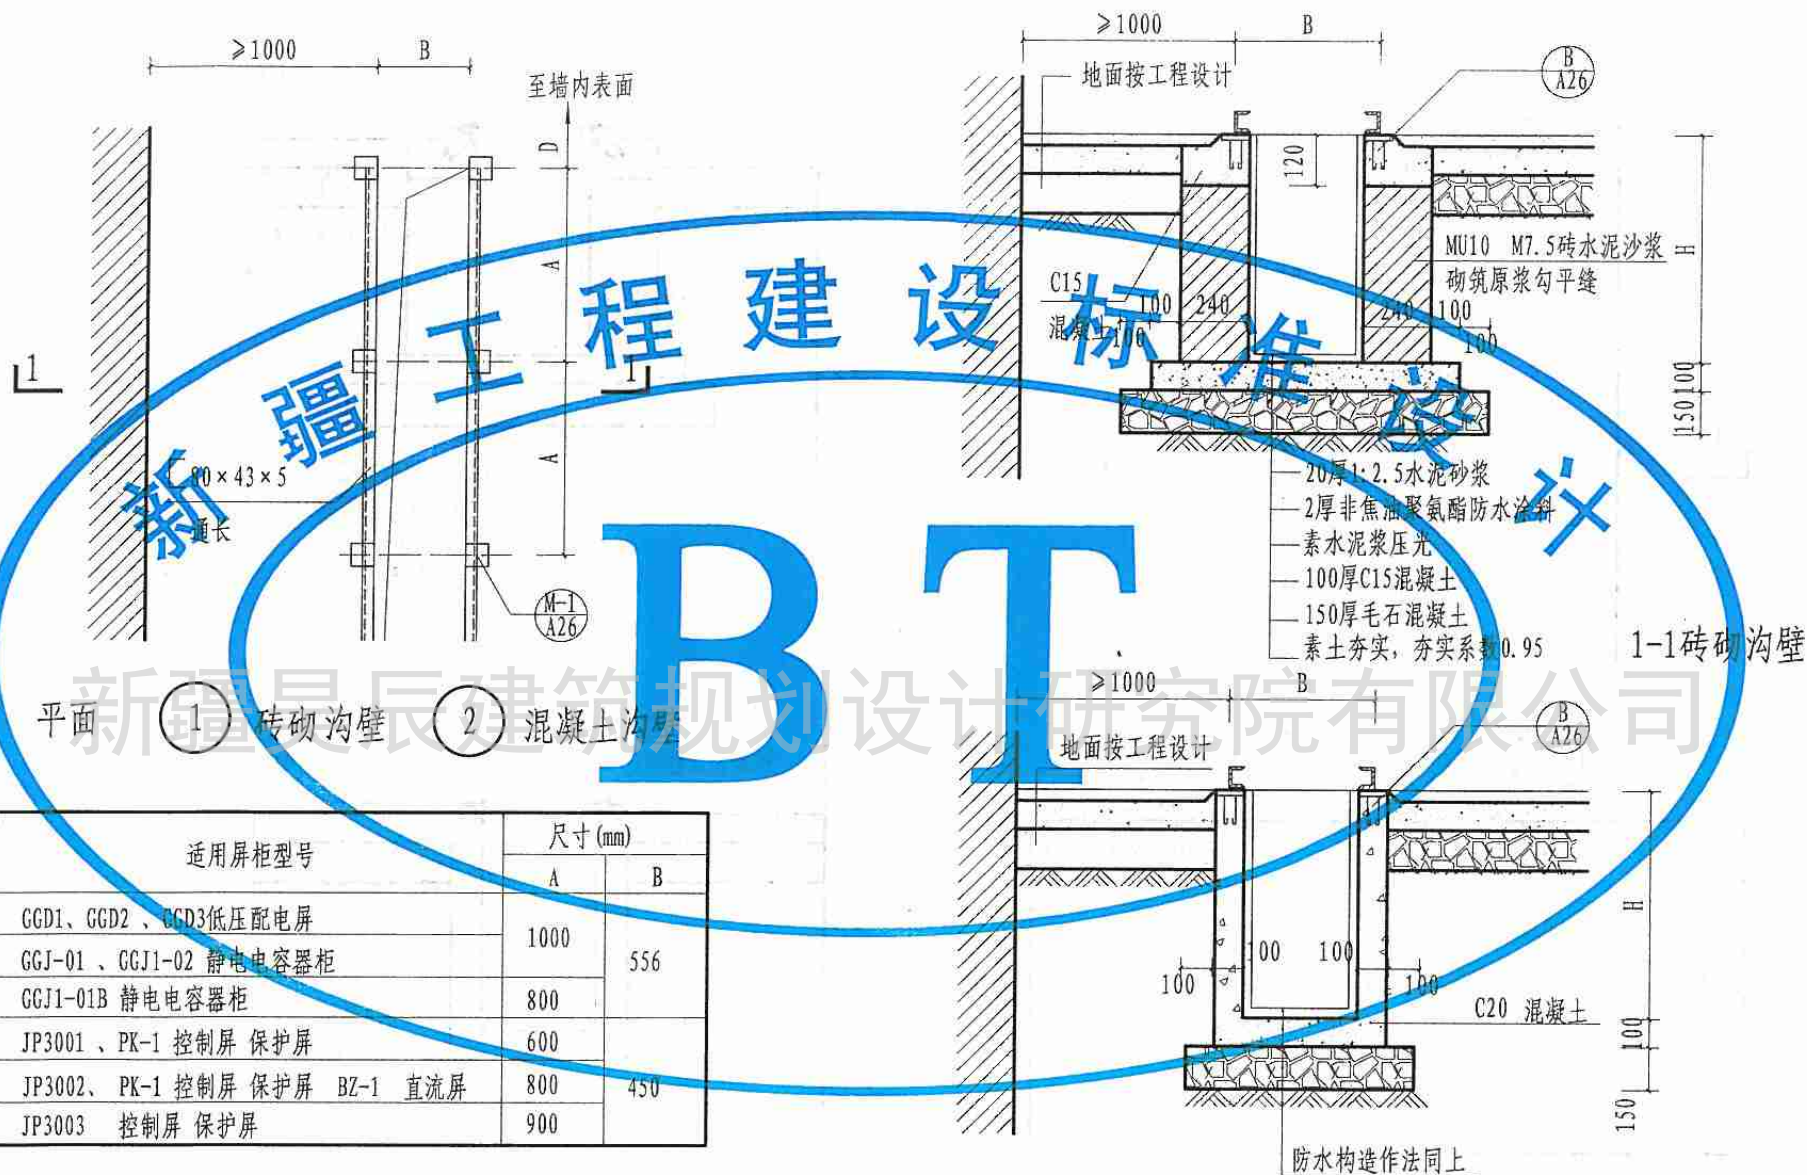 ≥1000 B
至墙内表面
D
A
A
1 1
[ 80×43×5
通长
M-1
A26
平面 1 砖砌沟壁 2 混凝土沟壁
适用屏柜型号 尺寸(mm)
A B
GGD1、GGD2 、GGD3低压配电屏 1000 556
GGJ-01 、GGJ1-02 静电电容器柜
GGJ1-01B 静电电容器柜 800
JP3001 、PK-1 控制屏 保护屏 600 450
JP3002、 PK-1 控制屏 保护屏 BZ-1 直流屏 800
JP3003 控制屏 保护屏 900
≥1000 B
地面按工程设计
B
A26
120
MU10 M7.5砖水泥沙浆
砌筑原浆勾平缝
H
C15
混凝土
100 240
100
240 100
100
100
150
20厚1:2.5水泥砂浆
2厚非焦油聚氨酯防水涂料
素水泥浆压光
100厚C15混凝土
150厚毛石混凝土
素土夯实，夯实系数0.95
1-1砖砌沟壁
≥1000 B
地面按工程设计
B
A26
H
100 100
100 100
C20 混凝土
100
150
防水构造作法同上
新疆工程建设标准设计
BT
新疆昊辰建筑规划设计研究院有限公司